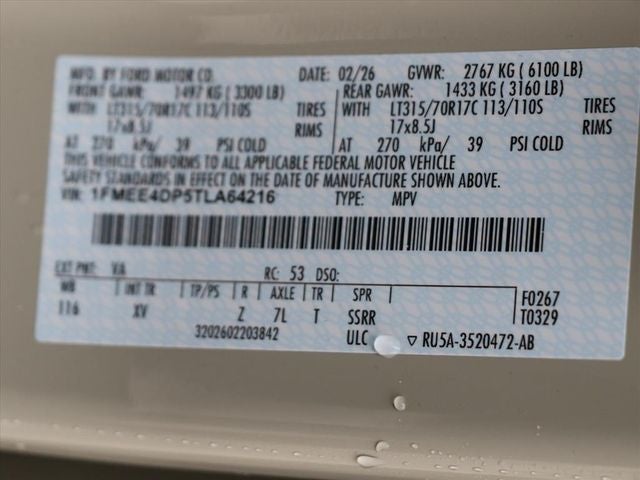 MFD. BY FORD MOTOR CO. DATE: 02/26 GVWR: 2767 KG ( 6100 LB)
FRONT GAWR: 1497 KG ( 3300 LB) REAR GAWR: 1433 KG ( 3160 LB)
WITH LT315/70R17C 113/110S TIRES WITH LT315/70R17C 113/110S TIRES
17x8.5J RIMS 17x8.5J RIMS
AT 270 kPa/ 39 PSI COLD AT 270 kPa/ 39 PSI COLD
THIS VEHICLE CONFORMS TO ALL APPLICABLE FEDERAL MOTOR VEHICLE
SAFETY STANDARDS IN EFFECT ON THE DATE OF MANUFACTURE SHOWN ABOVE.
VIN: 1FMEE4DP5TLA64216 TYPE: MPV
EXT PNT: VA RC: 53 DSO:
WB INT TR TP/PS R AXLE TR SPR F0267
116 XV Z 7L T SSRR T0329
3202602203842 ULC ▽ RU5A-3520472-AB